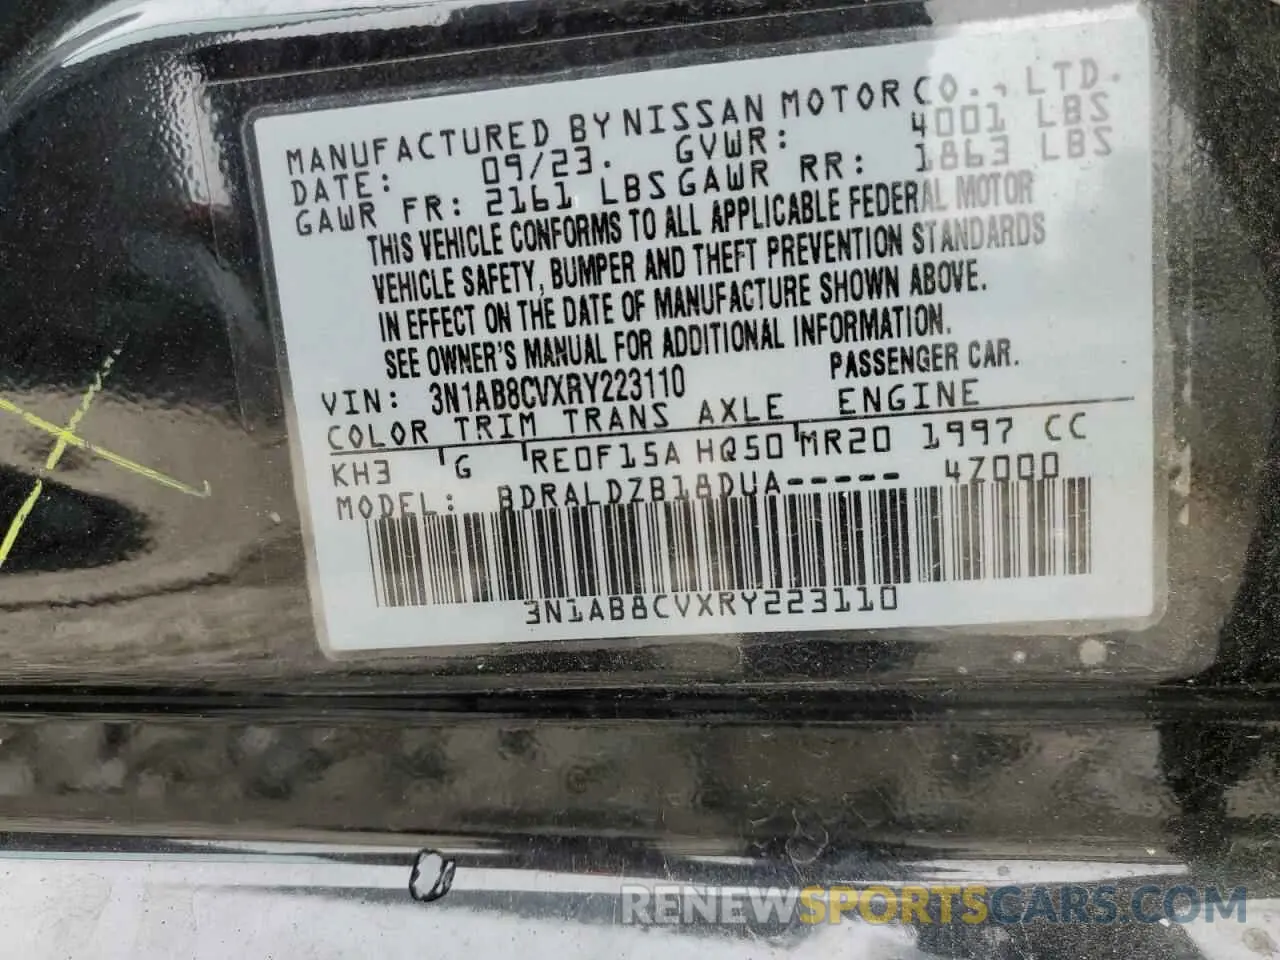 MANUFACTURED BY NISSAN MOTOR CO., LTD.
DATE: 09/23. GVWR: 4001 LBS
GAWR FR: 2161 LBS GAWR RR: 1863 LBS
THIS VEHICLE CONFORMS TO ALL APPLICABLE FEDERAL MOTOR
VEHICLE SAFETY, BUMPER AND THEFT PREVENTION STANDARDS
IN EFFECT ON THE DATE OF MANUFACTURE SHOWN ABOVE.
SEE OWNER'S MANUAL FOR ADDITIONAL INFORMATION.
VIN: 3N1AB8CVXRY223110 PASSENGER CAR.
COLOR TRIM TRANS AXLE ENGINE
KH3 G RE0F15A HQ50 MR20 1997 CC
MODEL: BDRALDZB18DUA----- 4Z000
3N1AB8CVXRY223110
RENEWSPORTSCARS.COM